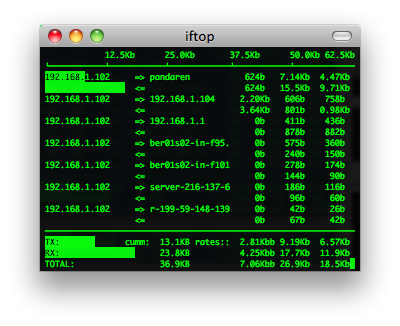 iftop
12.5Kb 25.0Kb 37.5Kb 50.0Kb 62.5Kb
192.168.1.102 => pandaren 624b 7.14Kb 4.47Kb
<= 624b 15.5Kb 9.71Kb
192.168.1.102 => 192.168.1.104 2.20Kb 606b 758b
<= 3.64Kb 801b 0.98Kb
192.168.1.102 => 192.168.1.1 0b 411b 436b
<= 0b 878b 882b
192.168.1.102 => ber01s02-in-f95. 0b 575b 360b
<= 0b 240b 150b
192.168.1.102 => ber01s02-in-f101 0b 278b 174b
<= 0b 144b 90b
192.168.1.102 => server-216-137-6 0b 186b 116b
<= 0b 96b 60b
192.168.1.102 => r-199-59-148-139 0b 42b 26b
<= 0b 67b 42b
TX: cumm: 13.1KB rates:: 2.81Kbb 9.19Kb 6.57Kb
RX: 23.8KB 4.25Kbb 17.7Kb 11.9Kb
TOTAL: 36.9KB 7.06Kbb 26.9Kb 18.5Kb